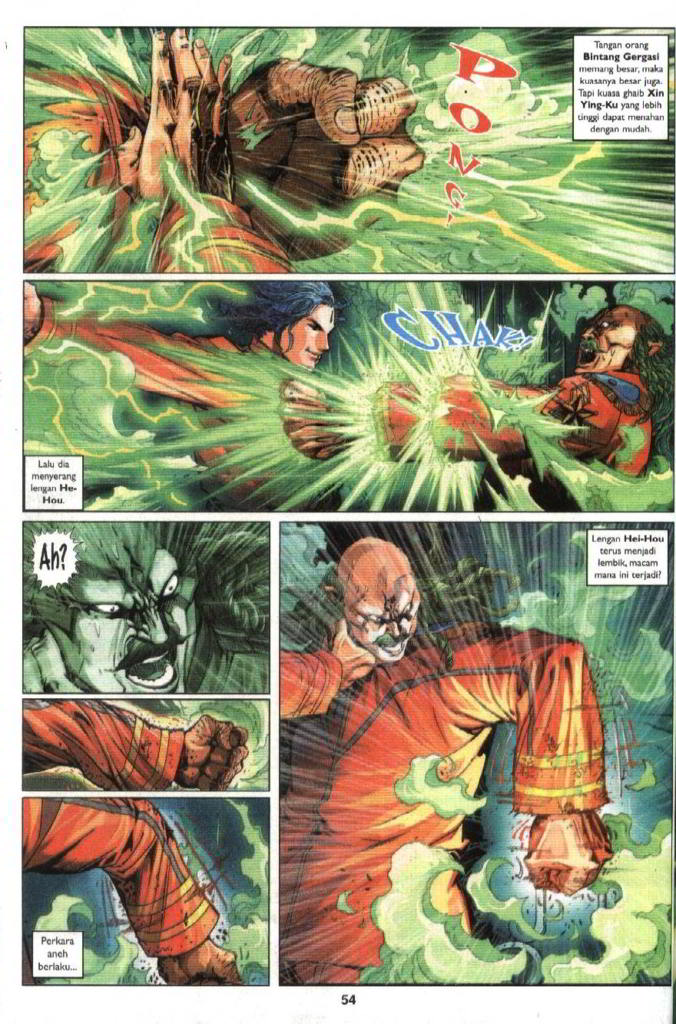 PONG!
Tangan orang
Bintang Gergasi
memang besar, maka
kuasanya besar juga.
Tapi kuasa ghaib Xin
Ying-Ku yang lebih
tinggi dapat menahan
dengan mudah.
CHAK!
Lalu dia
menyerang
lengan He-
Hou.
Ah?
Lengan Hei-Hou
terus menjadi
lembik, macam
mana ini terjadi?
Perkara
aneh
berlaku...
54